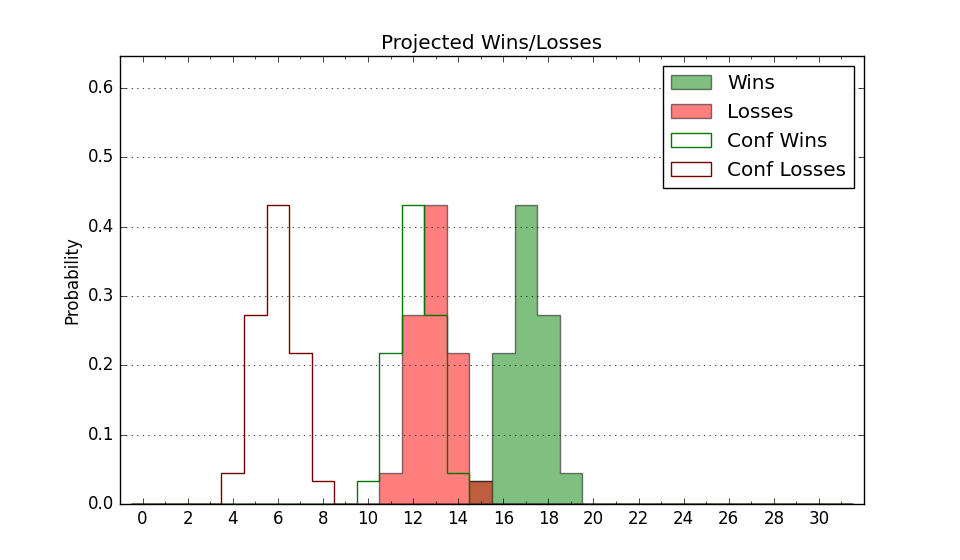 Projected Wins/Losses
Wins
Losses
Conf Wins
Conf Losses
Probability
0.6
0.5
0.4
0.3
0.2
0.1
0.0
0 2 4 6 8 10 12 14 16 18 20 22 24 26 28 30